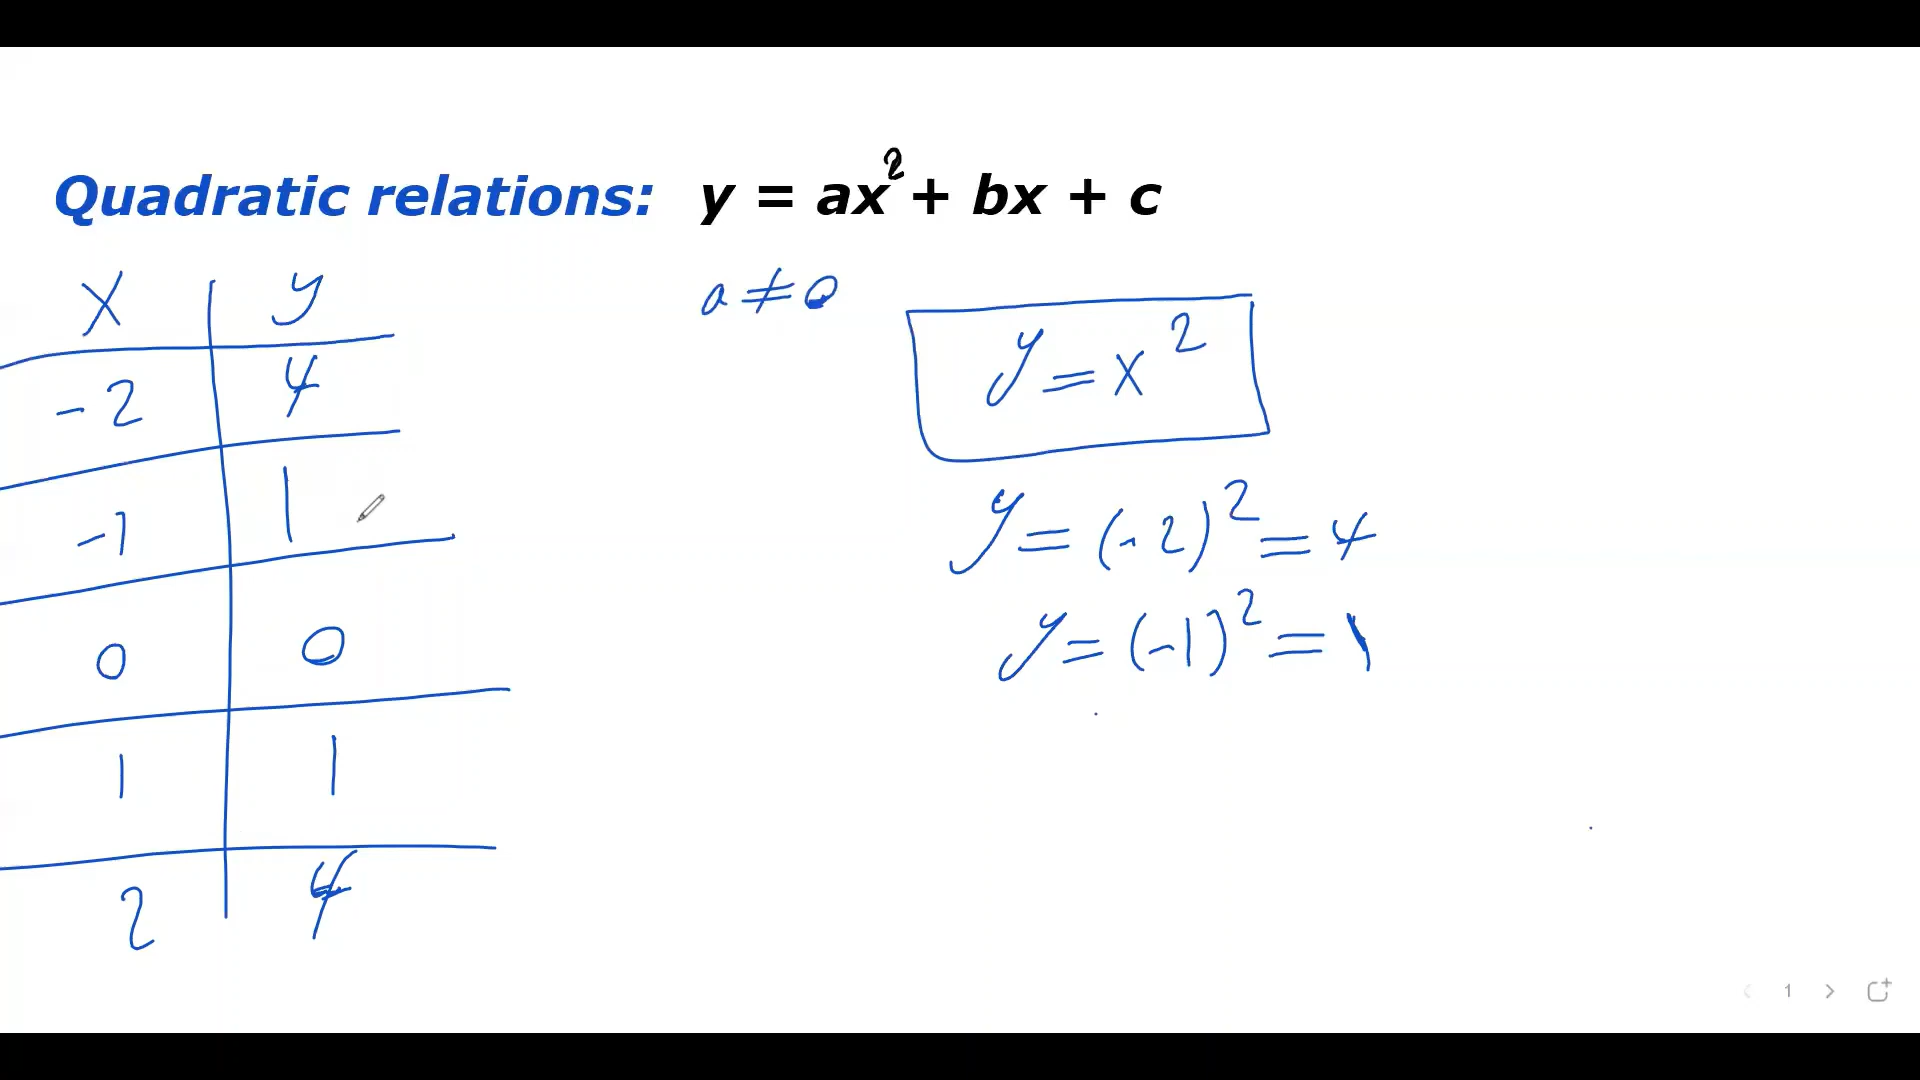 Quadratic relations: y = ax² + bx + c
a ≠ 0
x y
-2 4
-1 1
0 0
1 1
2 4
y = x²
y = (-2)² = 4
y = (-1)² = 1
1